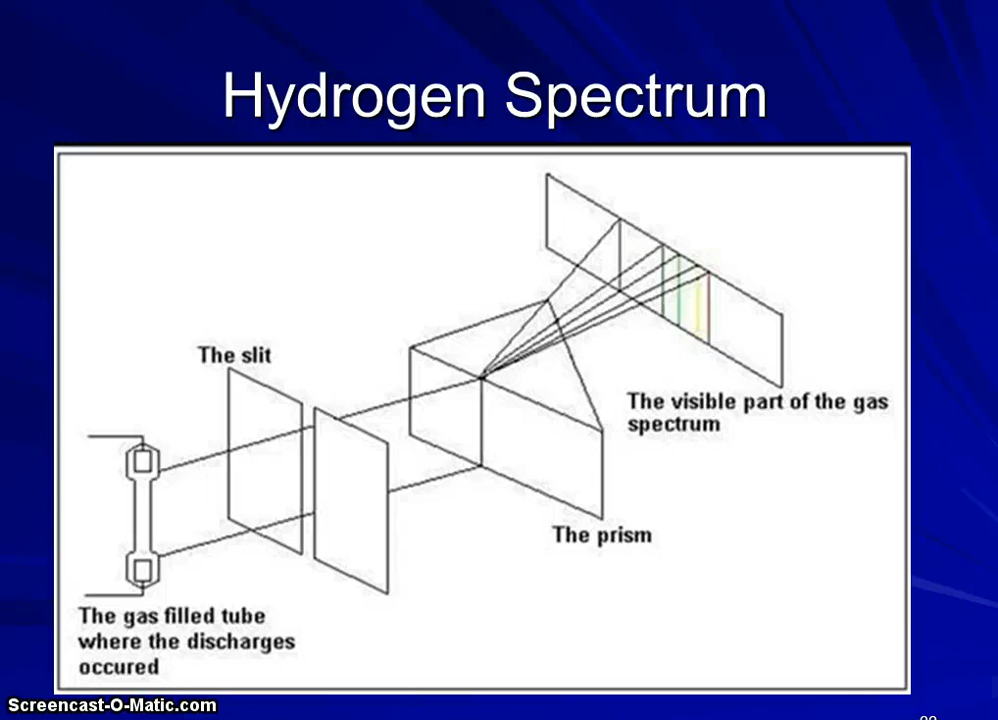 Hydrogen Spectrum
The slit
The visible part of the gas
spectrum
The prism
The gas filled tube
where the discharges
occured
Screencast-O-Matic.com